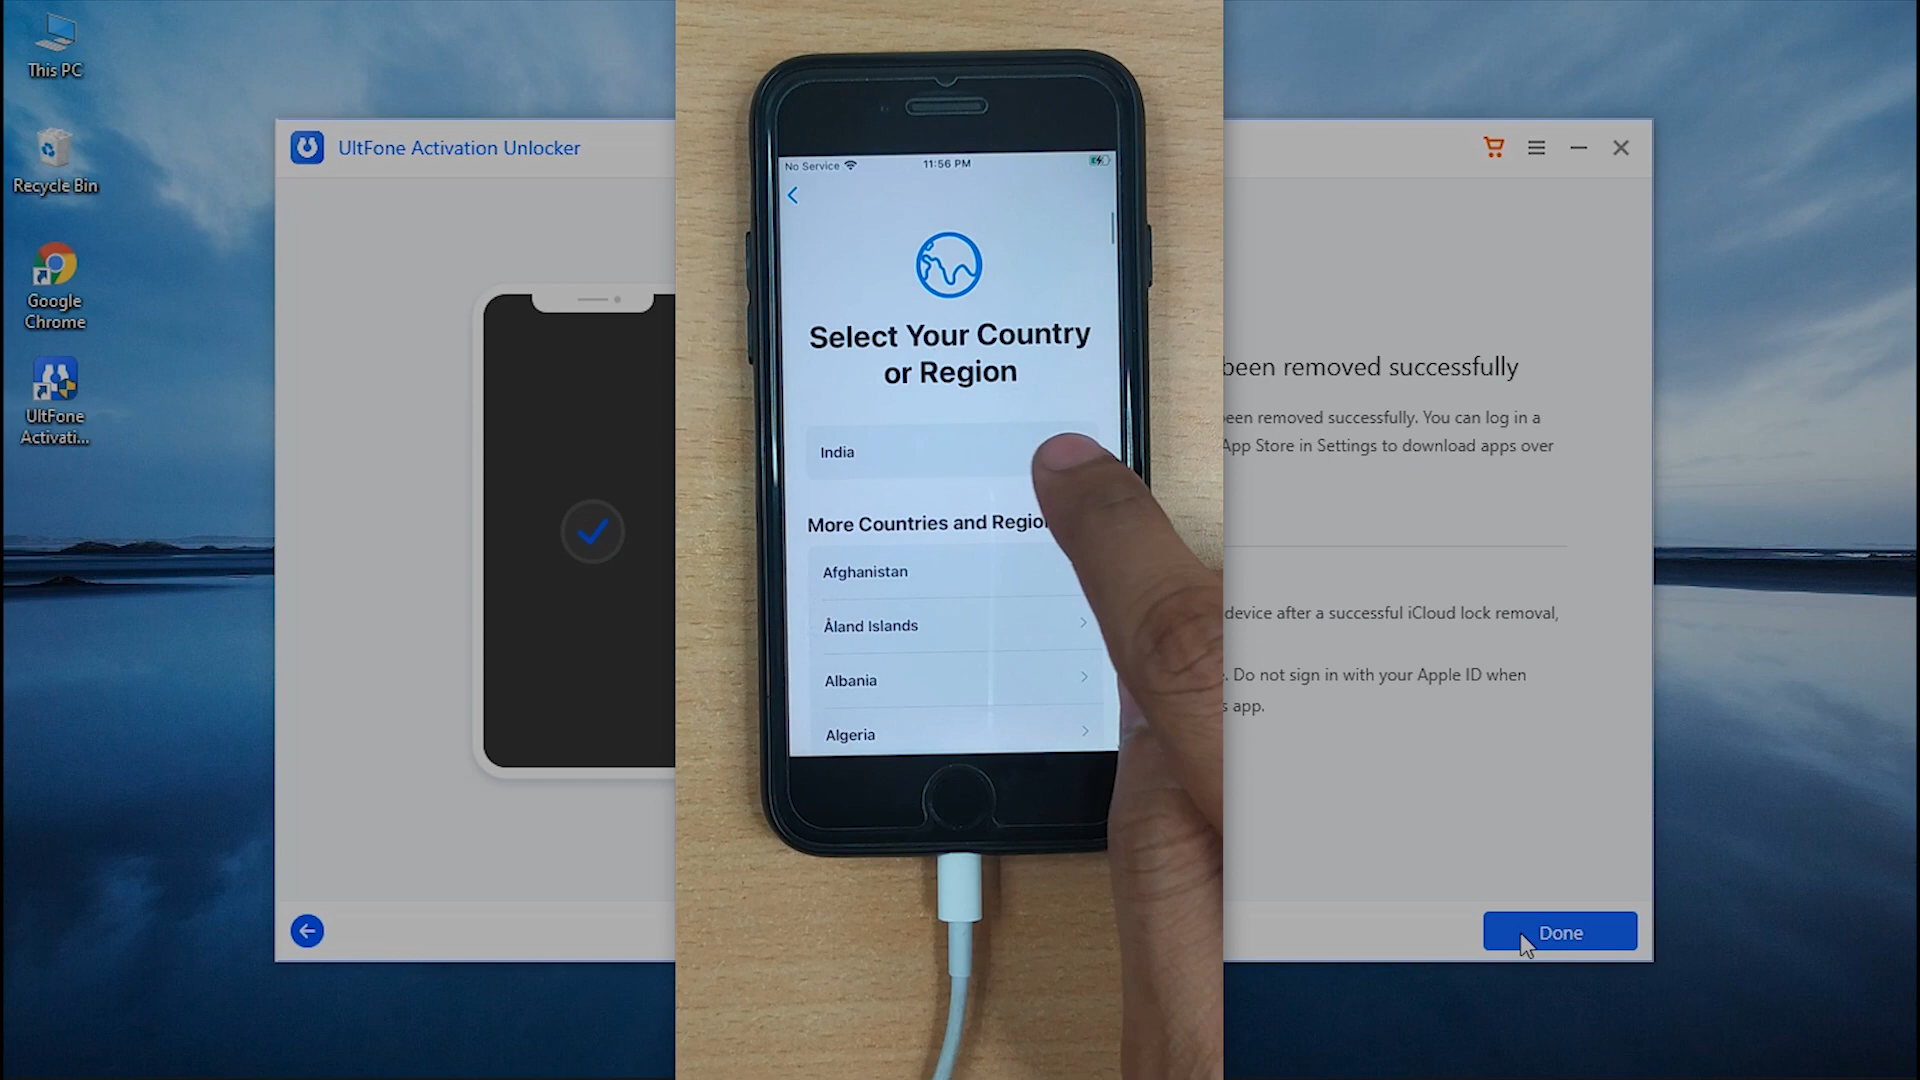 This PC
Recycle Bin
Google
Chrome
UltFone
Activati...
UltFone Activation Unlocker
No Service
11:56 PM
Select Your Country
or Region
India
More Countries and Regio
Afghanistan
Åland Islands
Albania
Algeria
been removed successfully
een removed successfully. You can log in a
App Store in Settings to download apps over
device after a successful iCloud lock removal,
. Do not sign in with your Apple ID when
s app.
Done